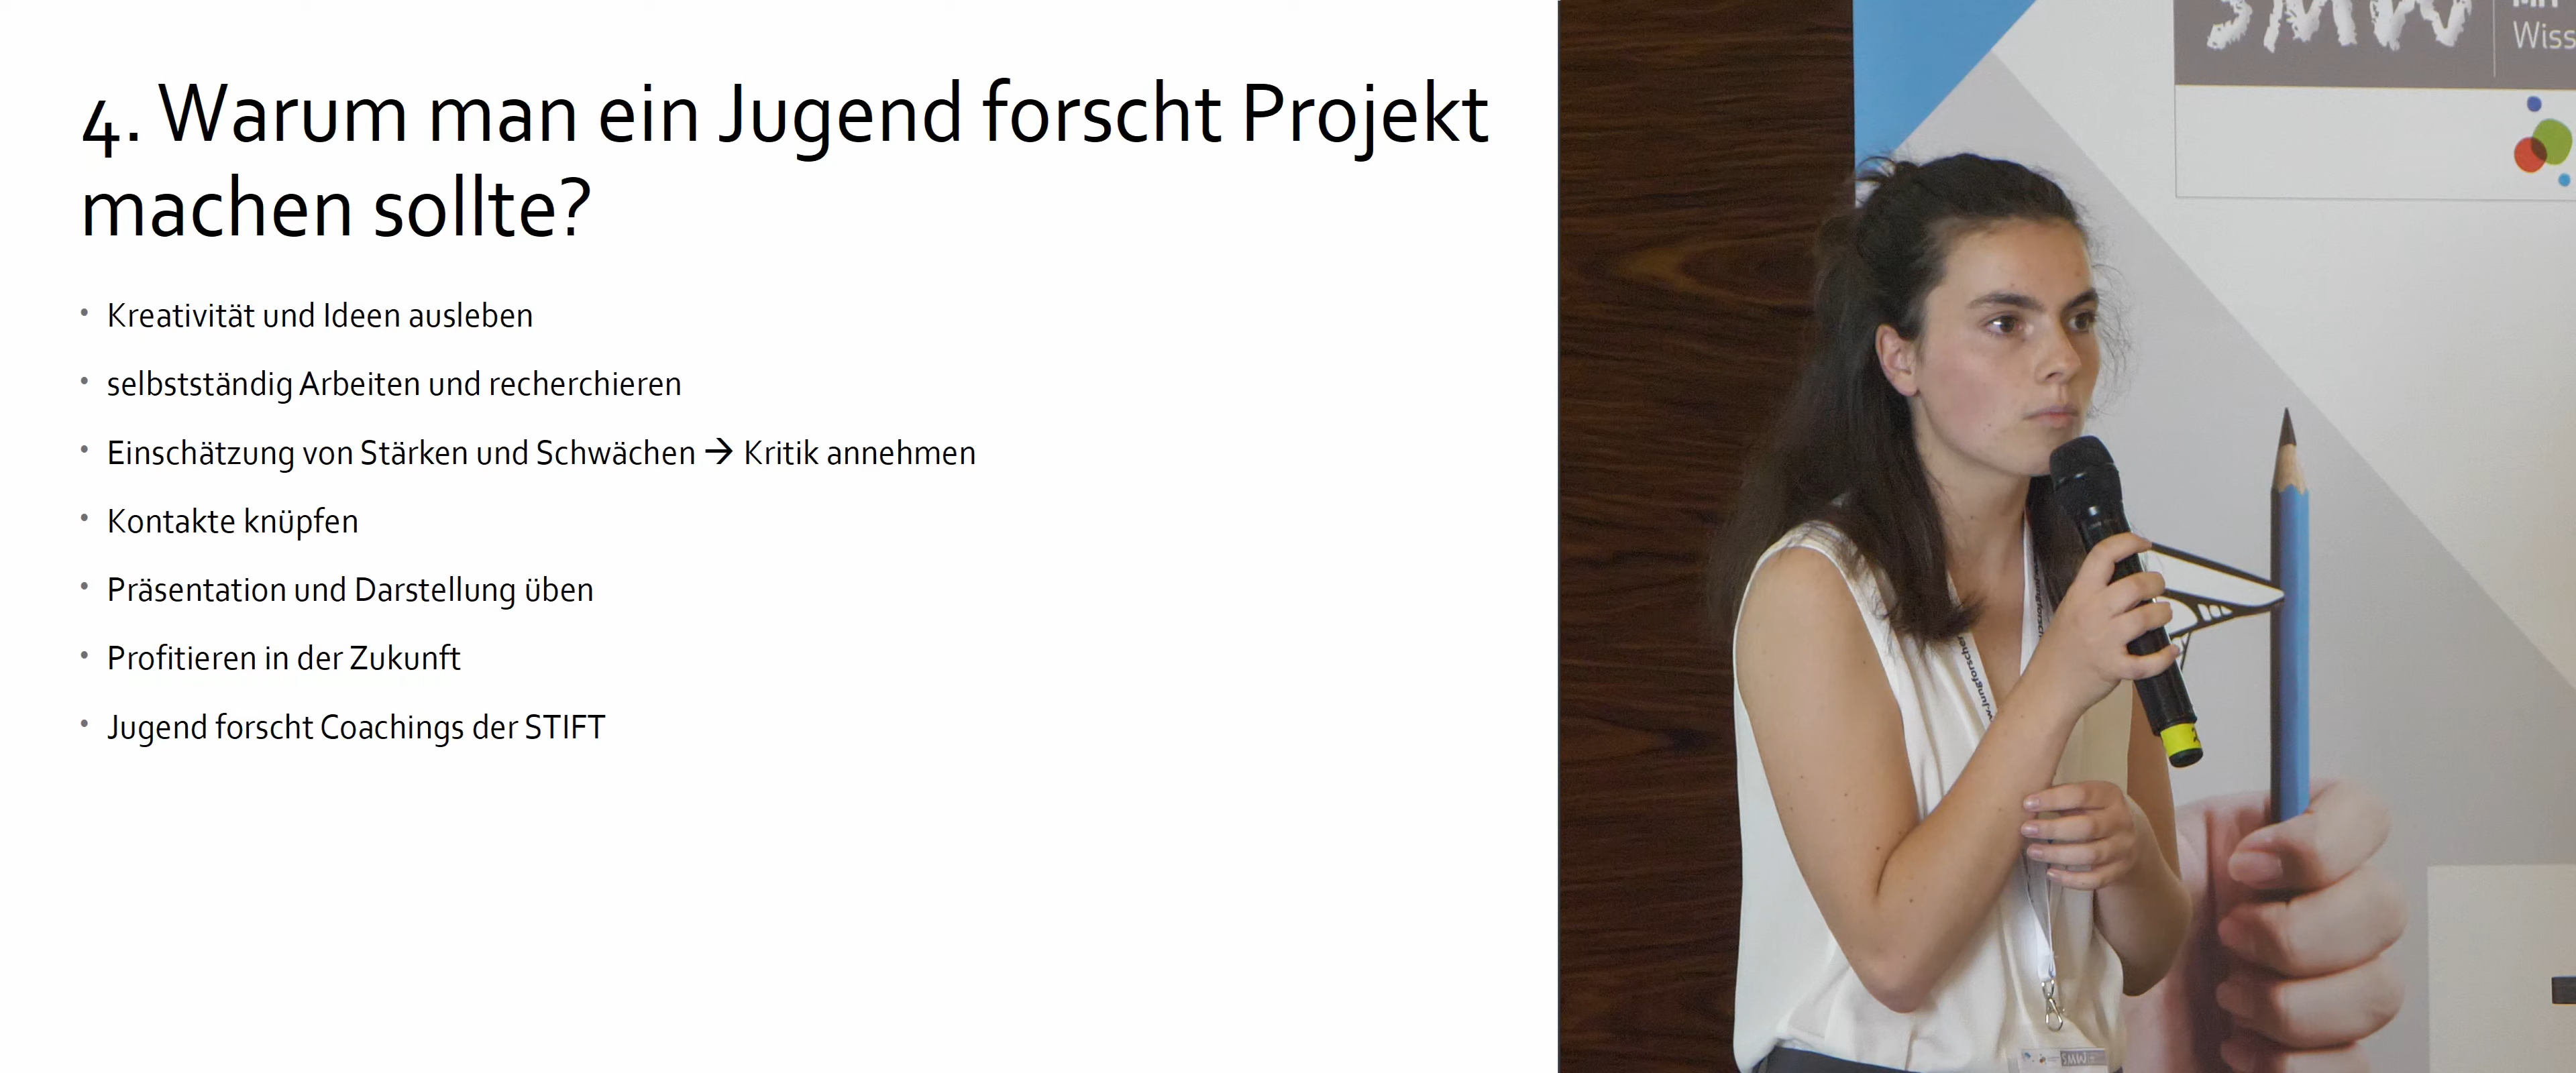 4. Warum man ein Jugend forscht Projekt
machen sollte?
• Kreativität und Ideen ausleben
• selbstständig Arbeiten und recherchieren
• Einschätzung von Stärken und Schwächen → Kritik annehmen
• Kontakte knüpfen
• Präsentation und Darstellung üben
• Profitieren in der Zukunft
• Jugend forscht Coachings der STIFT
SMW
SMW